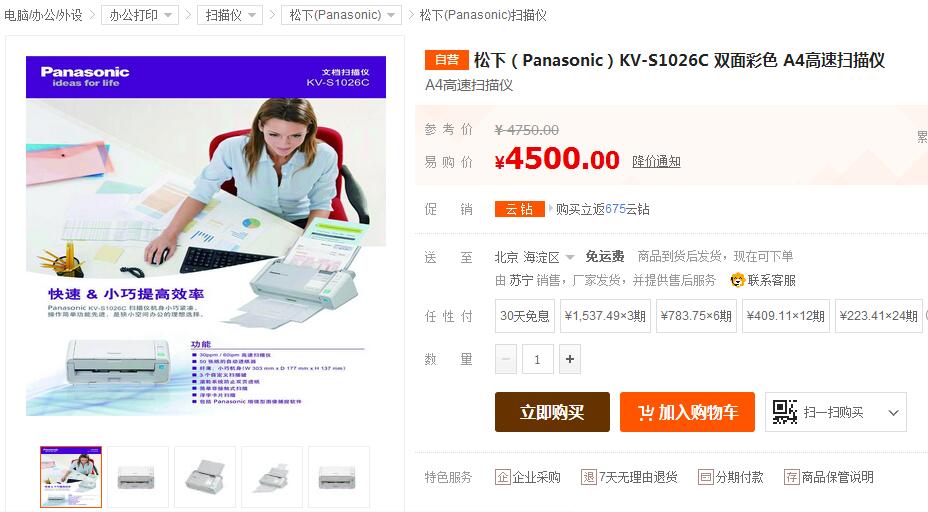 电脑/办公/外设 > 办公打印 > 扫描仪 > 松下(Panasonic) > 松下(Panasonic)扫描仪
Panasonic
ideas for life
文档扫描仪
KV-S1026C
快速 & 小巧提高效率
Panasonic KV-S1026C 扫描仪机身小巧紧凑、
操作简单功能先进，是狭小空间办公的理想选择。
功能
30ppm / 60ipm 高速扫描仪
50 张纸的自动进纸器
纤薄、小巧机身(W 303 mm x D 177 mm x H 137 mm)
3 个自定义扫描键
滚轮系统防止双页进纸
简单非接触式扫描
浮字卡片扫描
包括 Panasonic 增强型图像捕捉软件
自营 松下（Panasonic）KV-S1026C 双面彩色 A4高速扫描仪
A4高速扫描仪
参考价 ¥ 4750.00
累
易购价 ¥4500.00 降价通知
促销 云钻 购买立返675云钻
送至 北京 海淀区 免运费 商品到货后发货，现在可下单
由 苏宁 销售，厂家发货，并提供售后服务 联系客服
任性付 30天免息 ¥1,537.49×3期 ¥783.75×6期 ¥409.11×12期 ¥223.41×24期
数量 − 1 +
立即购买 加入购物车 扫一扫购买
特色服务 企 企业采购 退 7天无理由退货 分期付款 存 商品保管说明